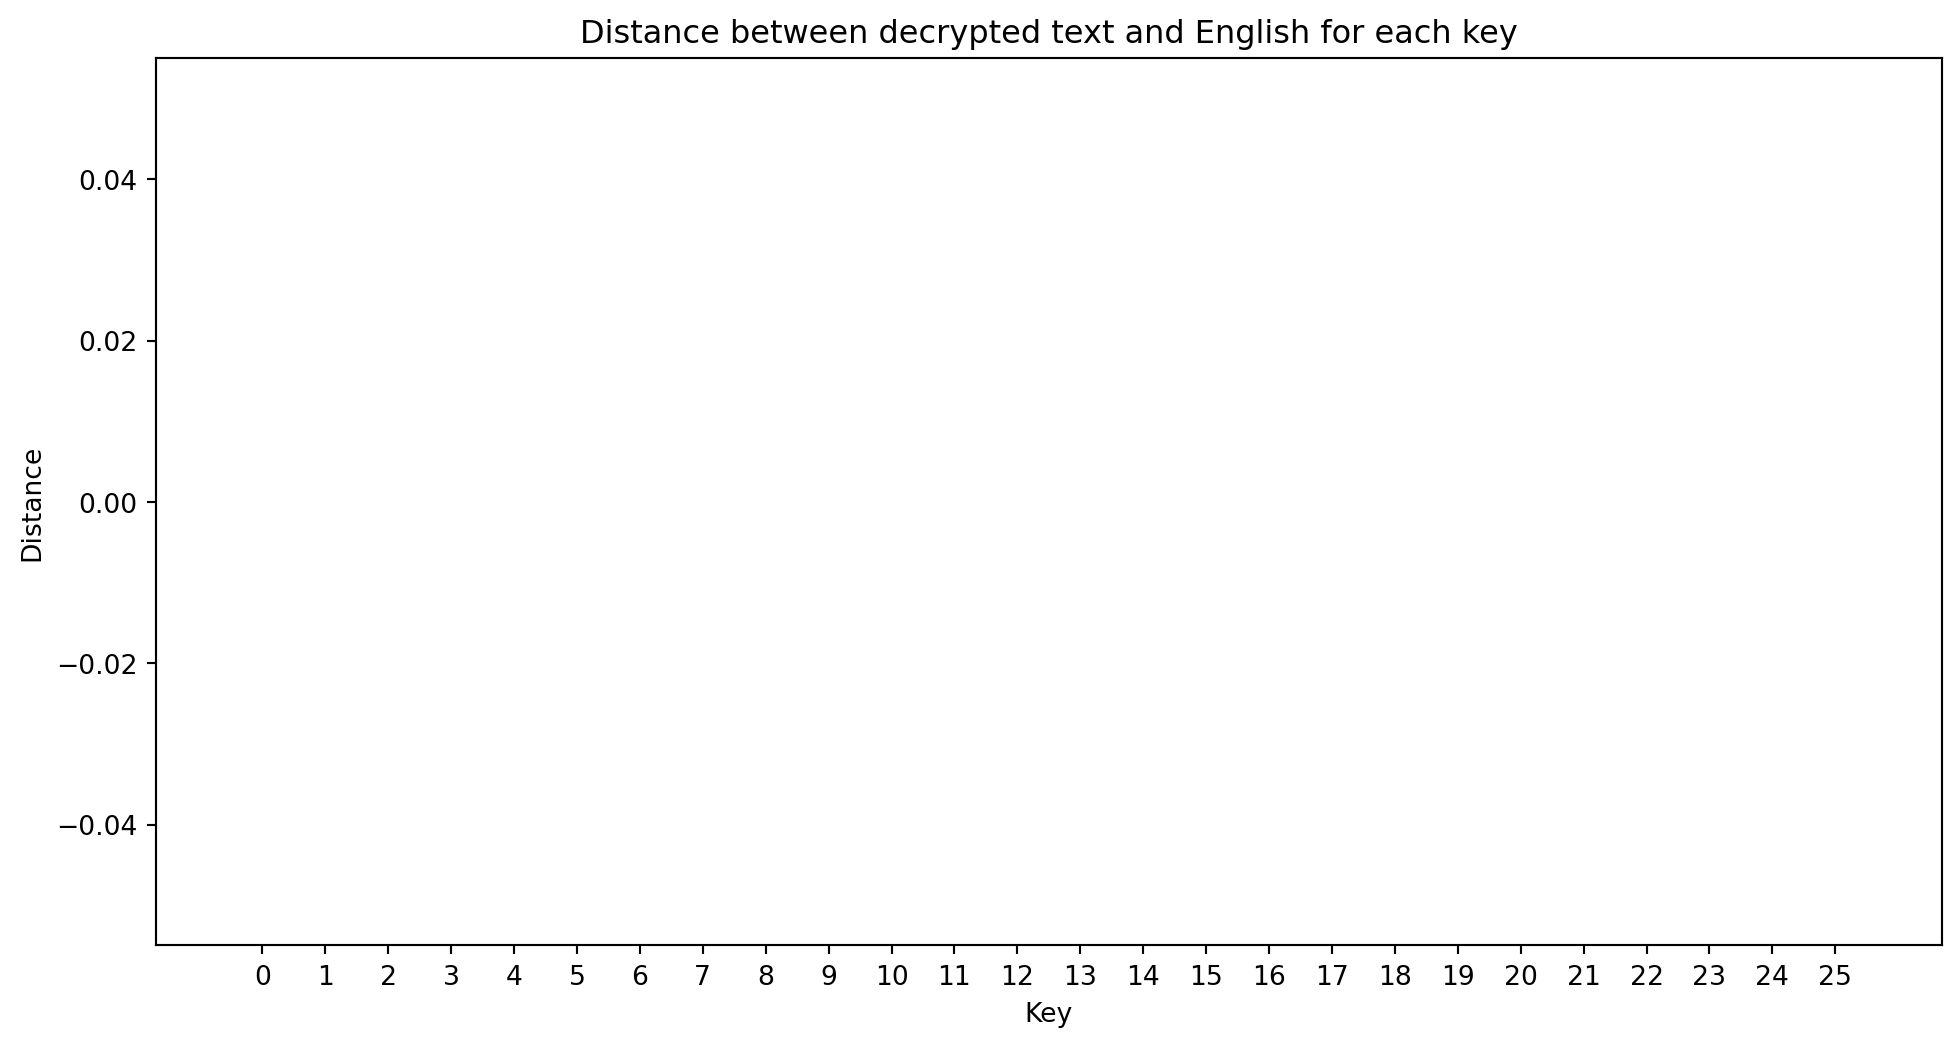 Distance between decrypted text and English for each key
0.04
0.02
0.00
−0.02
−0.04
Distance
0 1 2 3 4 5 6 7 8 9 10 11 12 13 14 15 16 17 18 19 20 21 22 23 24 25
Key